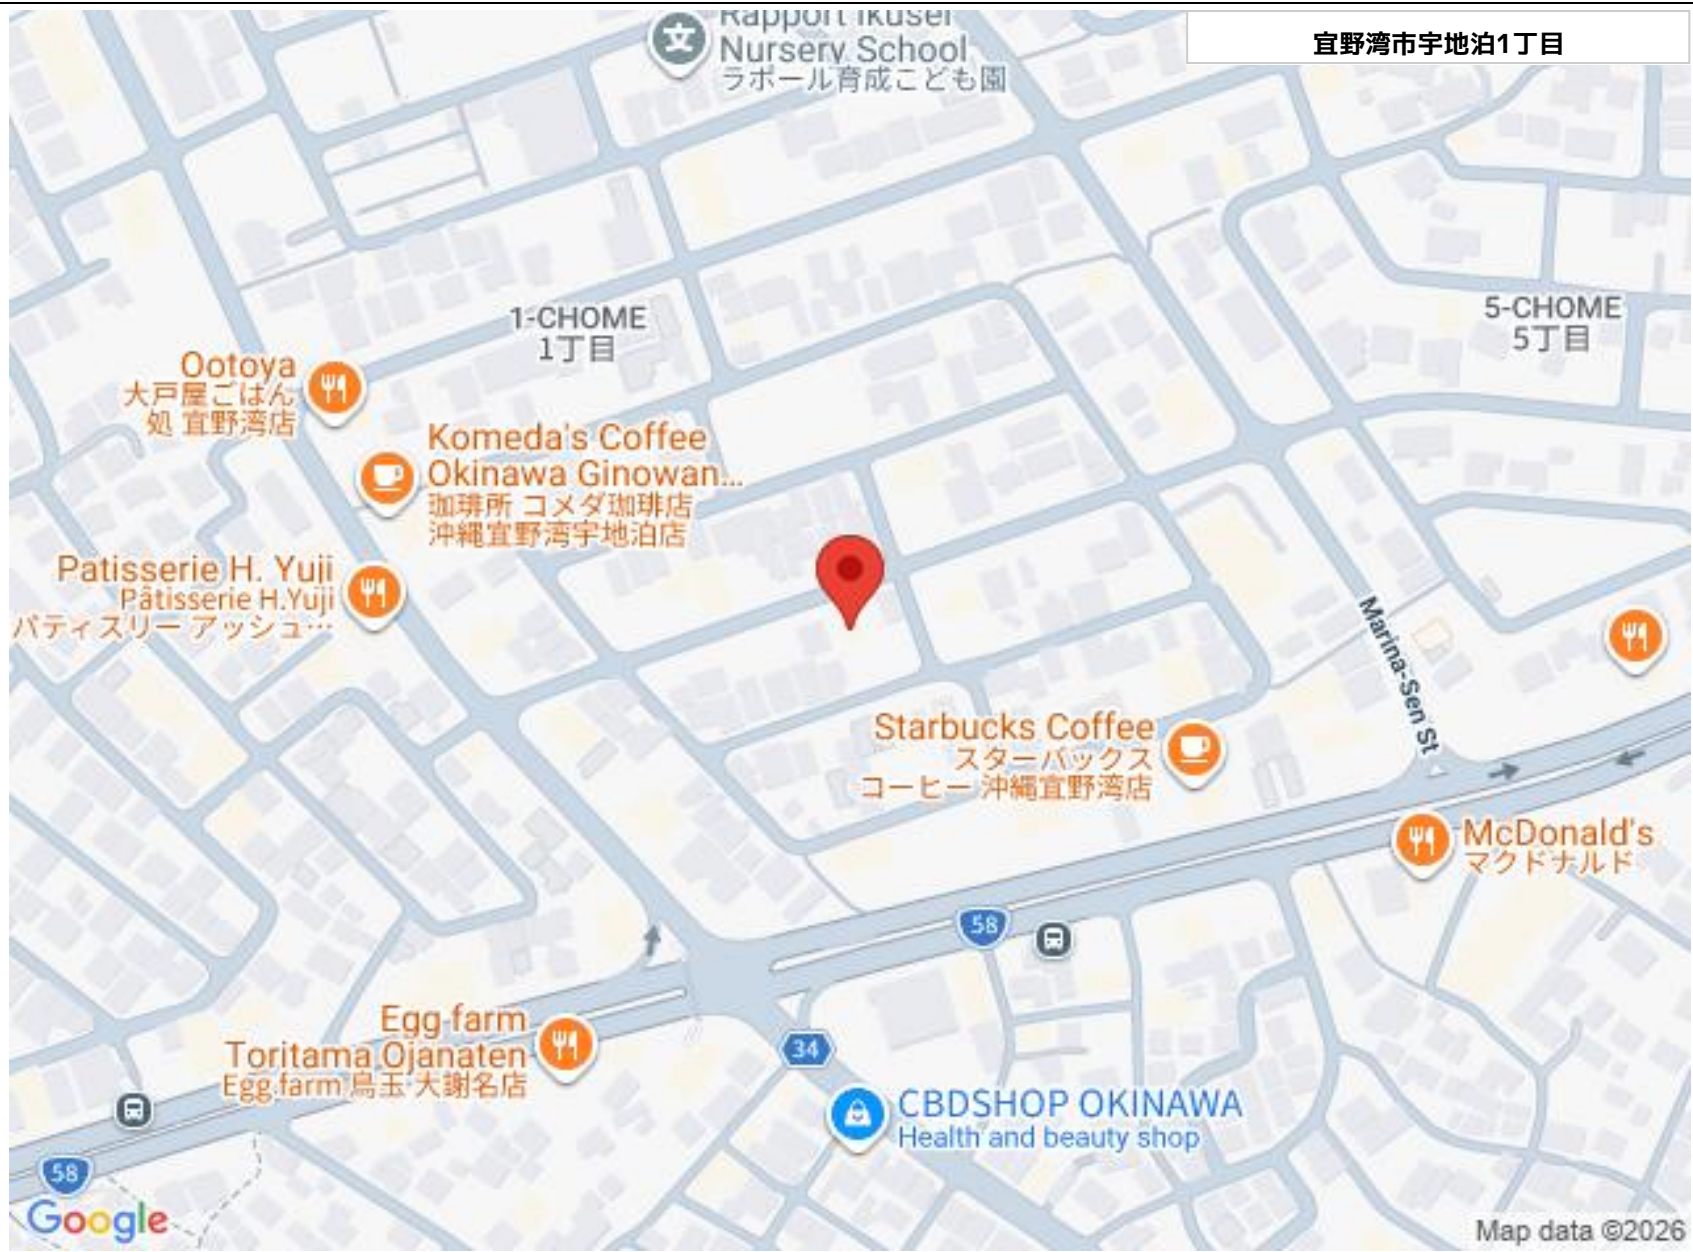 宜野湾市宇地泊1丁目
Rapport Ikusei
Nursery School
ラポール育成こども園
1-CHOME
1丁目
5-CHOME
5丁目
Ootoya
大戸屋ごはん
処 宜野湾店
Komeda's Coffee
Okinawa Ginowan...
珈琲所 コメダ珈琲店
沖縄宜野湾宇地泊店
Patisserie H. Yuji
Pâtisserie H.Yuji
パティスリー アッシュ…
Marina-Sen St
Starbucks Coffee
スターバックス
コーヒー 沖縄宜野湾店
McDonald's
マクドナルド
58
Egg farm
Toritama Ojanaten
Egg farm 鳥玉 大謝名店
34
CBDSHOP OKINAWA
Health and beauty shop
58
Google
Map data ©2026